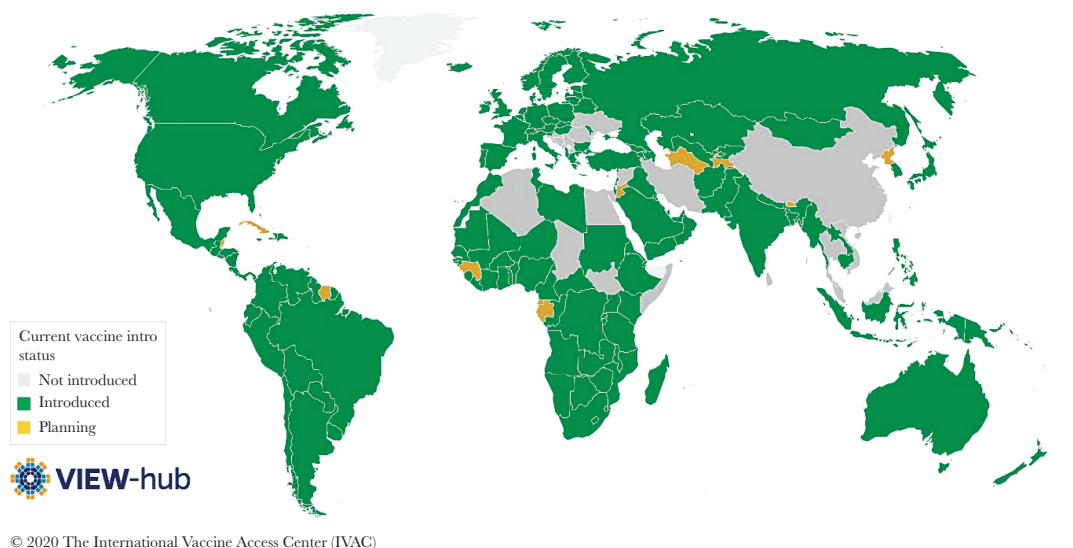 Current vaccine intro
status
Not introduced
Introduced
Planning
VIEW-hub
© 2020 The International Vaccine Access Center (IVAC)